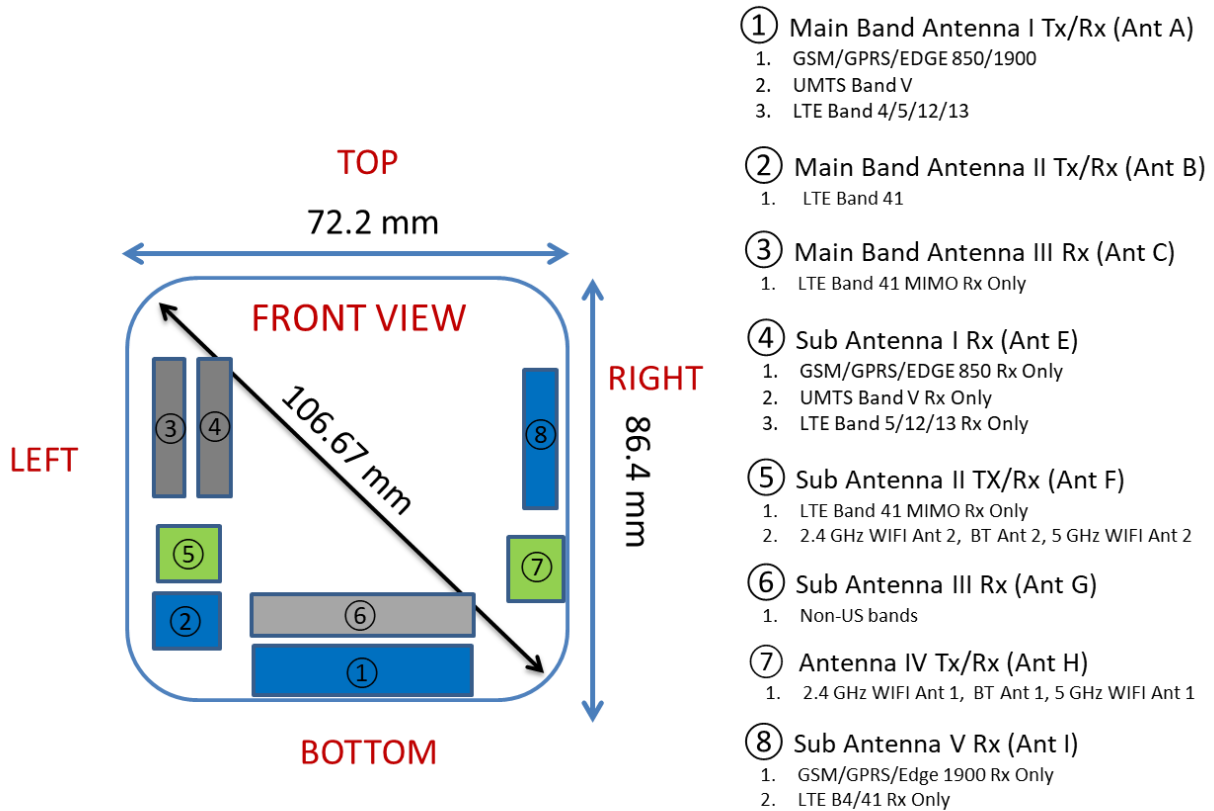 TOP
72.2 mm
FRONT VIEW
LEFT
RIGHT
106.67 mm
86.4 mm
BOTTOM
③
④
⑧
⑤
⑦
②
⑥
①
① Main Band Antenna I Tx/Rx (Ant A)
1. GSM/GPRS/EDGE 850/1900
2. UMTS Band V
3. LTE Band 4/5/12/13
② Main Band Antenna II Tx/Rx (Ant B)
1. LTE Band 41
③ Main Band Antenna III Rx (Ant C)
1. LTE Band 41 MIMO Rx Only
④ Sub Antenna I Rx (Ant E)
1. GSM/GPRS/EDGE 850 Rx Only
2. UMTS Band V Rx Only
3. LTE Band 5/12/13 Rx Only
⑤ Sub Antenna II TX/Rx (Ant F)
1. LTE Band 41 MIMO Rx Only
2. 2.4 GHz WIFI Ant 2, BT Ant 2, 5 GHz WIFI Ant 2
⑥ Sub Antenna III Rx (Ant G)
1. Non-US bands
⑦ Antenna IV Tx/Rx (Ant H)
1. 2.4 GHz WIFI Ant 1, BT Ant 1, 5 GHz WIFI Ant 1
⑧ Sub Antenna V Rx (Ant I)
1. GSM/GPRS/Edge 1900 Rx Only
2. LTE B4/41 Rx Only